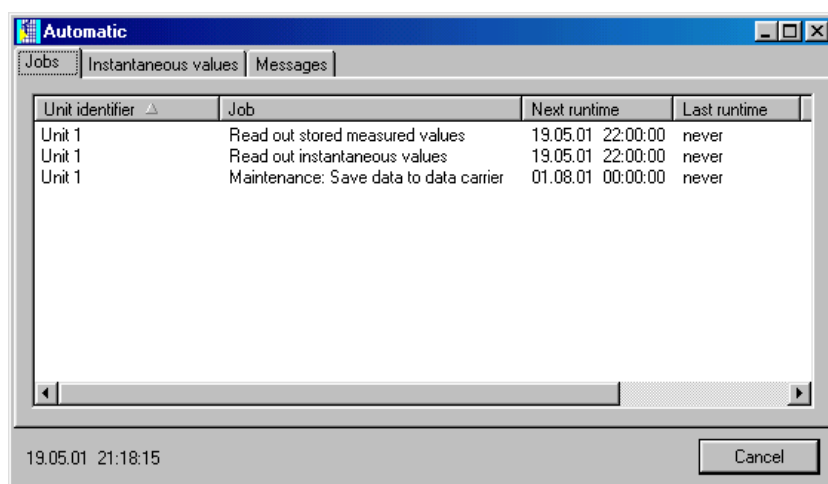 Automatic
Jobs Instantaneous values Messages
Unit identifier Job Next runtime Last runtime
Unit 1 Read out stored measured values 19.05.01 22:00:00 never
Unit 1 Read out instantaneous values 19.05.01 22:00:00 never
Unit 1 Maintenance: Save data to data carrier 01.08.01 00:00:00 never
19.05.01 21:18:15 Cancel